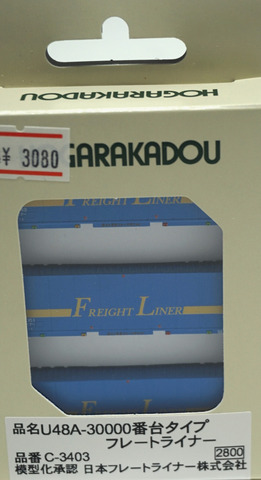 HOGARAKADOU
¥ 3080
GARAKADOU
FREIGHT LINER
FREIGHT LINER
品名U48A-30000番台タイプ
フレートライナー
品番 C-3403
2800
模型化承認 日本フレートライナー株式会社